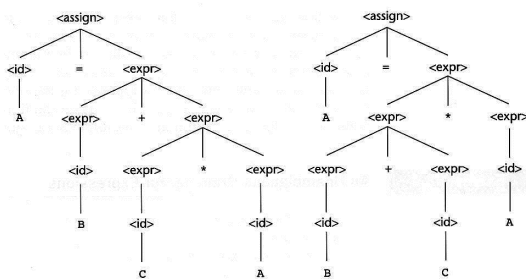 <assign> <assign>
<id> = <expr> <id> = <expr>
A <expr> + <expr> A <expr> * <expr>
<id> <expr> * <expr> <expr> + <expr> <id>
B <id> <id> <id> <id> A
C A B C